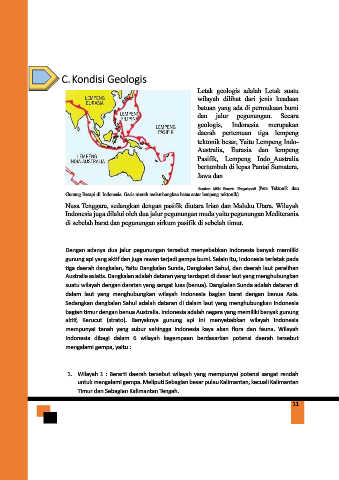 C. Kondisi Geologis
LEMPENG
EURASIA
LEMPENG
FILIPINA
LEMPENG
PASIFIK
LEMPENG
INDIA-AUSTRALIA
Letak geologis adalah Letak suatu
wilayah dilihat dari jenis keadaan
batuan yang ada di permukaan bumi
dan jalur pegunungan. Secara
geologis, Indonesia merupakan
daerah pertemuan tiga lempeng
tektonik besar, Yaitu Lempeng Indo-
Australia, Eurasia dan lempeng
Pasifik, Lempeng Indo_Australia
bertumbuh di lepas Pantai Sumatera,
Jawa dan
(Peta Tektonik dan
Gunung Berapi di Indonesia. Garis merah melambangkan batas antar lempeng tektonik)
Nusa Tenggara, sedangkan dengan pasifik diutara Irian dan Maluku Utara. Wilayah
Indonesia juga dilalui oleh dua jalur pegunungan muda yaitu pegunungan Mediterania
di sebelah barat dan pegunungan sirkum pasifik di sebelah timur.
Dengan adanya dua jalur pegunungan tersebut menyebabkan Indonesia banyak memiliki
gunung api yang aktif dan juga rawan terjadi gempa bumi. Selain itu, Indonesia terletak pada
tiga daerah dangkalan, Yaitu Dangkalan Sunda, Dangkalan Sahul, dan daerah laut peralihan
Australia asiatis. Dangkalan adalah dataran yang terdapat di dasar laut yang menghubungkan
suatu wilayah dengan daratan yang sangat luas (benua). Dangkalan Sunda adalah dataran di
dalam laut yang menghubungkan wilayah Indonesia bagian barat dengan benua Asia.
Sedangkan dangkalan Sahul adalah dataran di dalam laut yang menghubungkan Indonesia
bagian timur dengan benua Australia. Indonesia adalah negara yang memiliki banyak gunung
aktif, Kerucut (strato). Banyaknya gunung api ini menyebabkan wilayah Indonesia
mempunyai tanah yang subur sehingga Indonesia kaya akan flora dan fauna. Wilayah
Indonesia dibagi dalam 6 wilayah kegempaan berdasarkan potensi daerah tersebut
mengalami gempa, yaitu :
1. Wilayah 1 : Berarti daerah tersebut wilayah yang mempunyai potensi sangat rendah
untuk mengalami gempa. Meliputi Sebagian besar pulau Kalimantan, kecuali Kalimantan
Timur dan Sebagian Kalimantan Tengah.
11